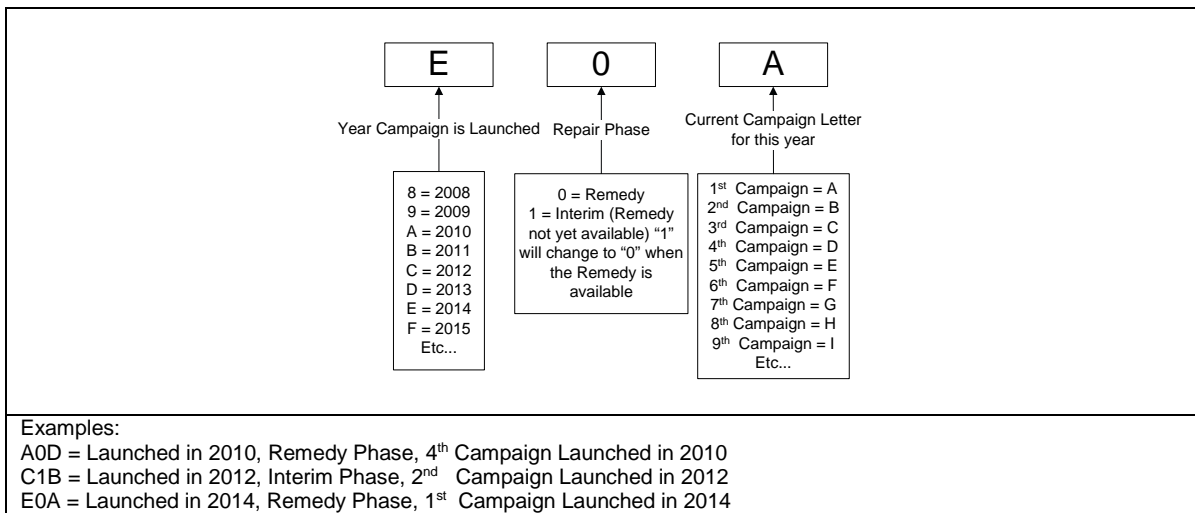 E 0 A
Year Campaign is Launched
Repair Phase
Current Campaign Letter
for this year
8 = 2008
9 = 2009
A = 2010
B = 2011
C = 2012
D = 2013
E = 2014
F = 2015
Etc...
0 = Remedy
1 = Interim (Remedy
not yet available) “1”
will change to “0” when
the Remedy is
available
1st Campaign = A
2nd Campaign = B
3rd Campaign = C
4th Campaign = D
5th Campaign = E
6th Campaign = F
7th Campaign = G
8th Campaign = H
9th Campaign = I
Etc...
Examples:
A0D = Launched in 2010, Remedy Phase, 4th Campaign Launched in 2010
C1B = Launched in 2012, Interim Phase, 2nd Campaign Launched in 2012
E0A = Launched in 2014, Remedy Phase, 1st Campaign Launched in 2014